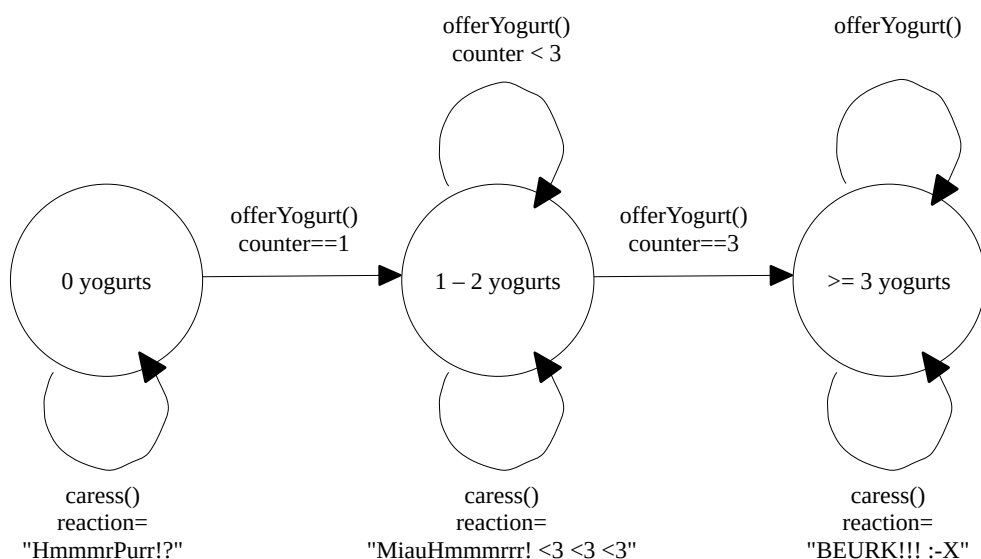 offerYogurt()
counter < 3
offerYogurt()
offerYogurt()
counter==1
offerYogurt()
counter==3
0 yogurts
1 – 2 yogurts
>= 3 yogurts
caress()
reaction=
"HmmmrPurr!?"
caress()
reaction=
"MiauHmmmrrr! <3 <3 <3"
caress()
reaction=
"BEURK!!! :-X"